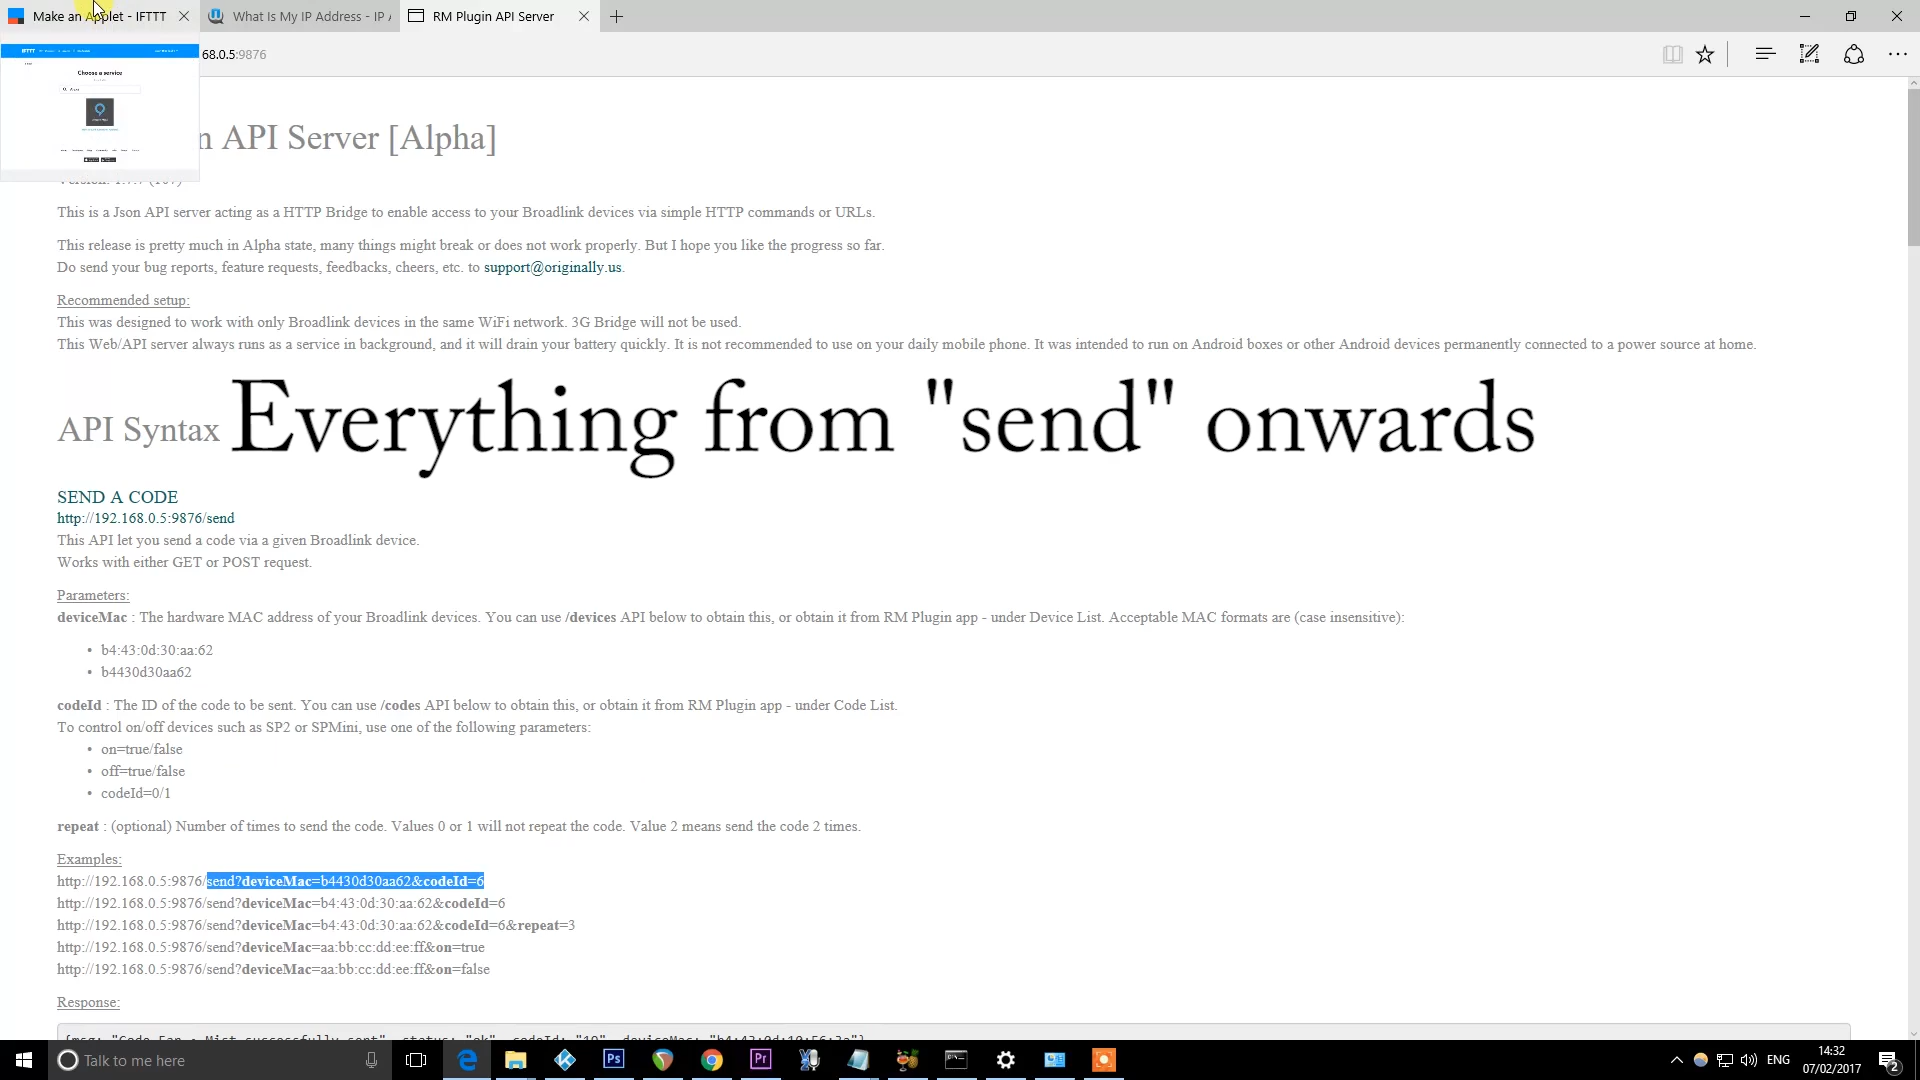 Make an Applet - IFTTT
What Is My IP Address - IP A
RM Plugin API Server
68.0.5:9876
IFTTT
Choose a service
n API Server [Alpha]
This is a Json API server acting as a HTTP Bridge to enable access to your Broadlink devices via simple HTTP commands or URLs.
This release is pretty much in Alpha state, many things might break or does not work properly. But I hope you like the progress so far.
Do send your bug reports, feature requests, feedbacks, cheers, etc. to support@originally.us.
Recommended setup:
This was designed to work with only Broadlink devices in the same WiFi network. 3G Bridge will not be used.
This Web/API server always runs as a service in background, and it will drain your battery quickly. It is not recommended to use on your daily mobile phone. It was intended to run on Android boxes or other Android devices permanently connected to a power source at home.
API Syntax
Everything from "send" onwards
SEND A CODE
http://192.168.0.5:9876/send
This API let you send a code via a given Broadlink device.
Works with either GET or POST request.
Parameters:
deviceMac : The hardware MAC address of your Broadlink devices. You can use /devices API below to obtain this, or obtain it from RM Plugin app - under Device List. Acceptable MAC formats are (case insensitive):
• b4:43:0d:30:aa:62
• b4430d30aa62
codeId : The ID of the code to be sent. You can use /codes API below to obtain this, or obtain it from RM Plugin app - under Code List.
To control on/off devices such as SP2 or SPMini, use one of the following parameters:
• on=true/false
• off=true/false
• codeId=0/1
repeat : (optional) Number of times to send the code. Values 0 or 1 will not repeat the code. Value 2 means send the code 2 times.
Examples:
http://192.168.0.5:9876/send?deviceMac=b4430d30aa62&codeId=6
http://192.168.0.5:9876/send?deviceMac=b4:43:0d:30:aa:62&codeId=6
http://192.168.0.5:9876/send?deviceMac=b4:43:0d:30:aa:62&codeId=6&repeat=3
http://192.168.0.5:9876/send?deviceMac=aa:bb:cc:dd:ee:ff&on=true
http://192.168.0.5:9876/send?deviceMac=aa:bb:cc:dd:ee:ff&on=false
Response:
Talk to me here
Ps
Pr
ENG
14:32
07/02/2017
2